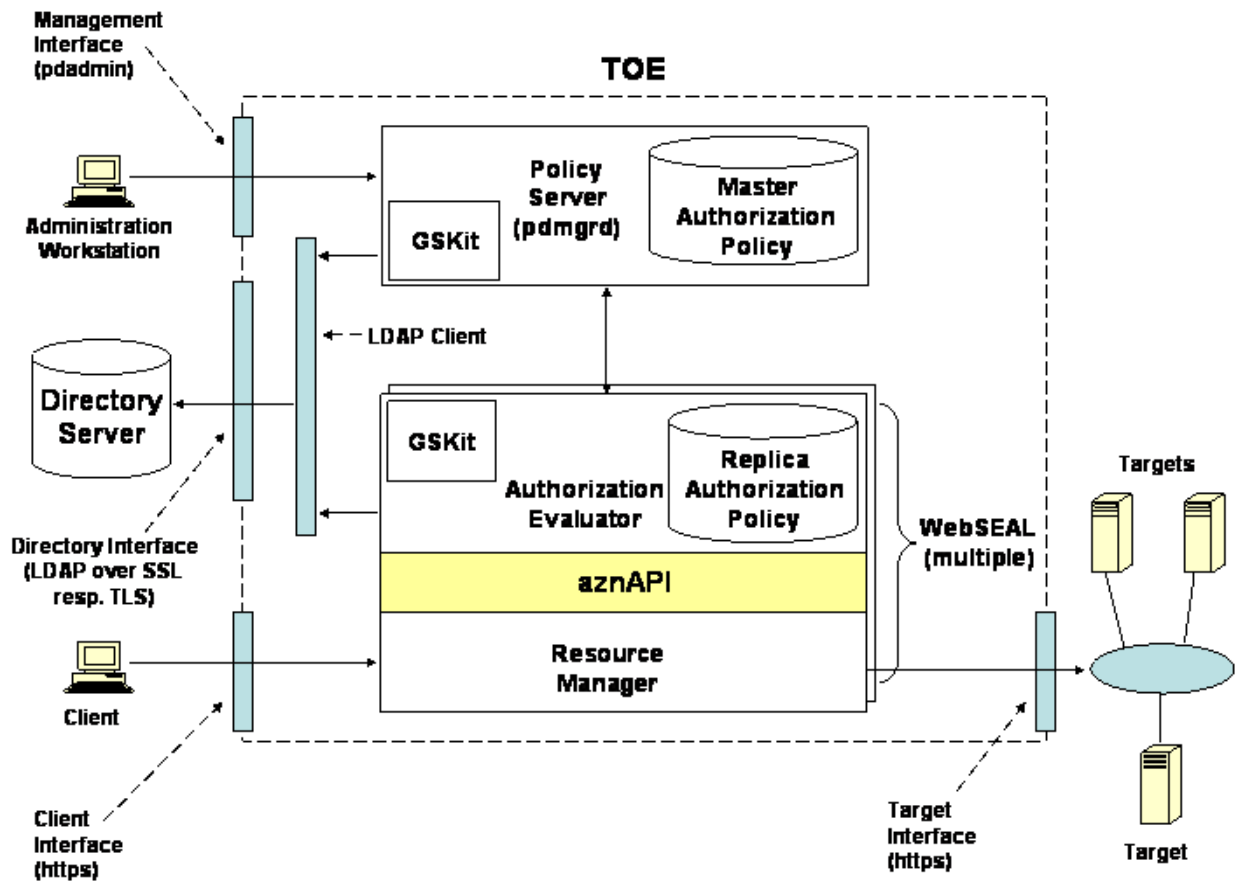 Management
Interface
(pdadmin)
TOE
Administration
Workstation
Policy
Server
(pdmgrd)
GSKit
Master
Authorization
Policy
LDAP Client
Directory
Server
GSKit
Authorization
Evaluator
Replica
Authorization
Policy
WebSEAL
(multiple)
Targets
Directory Interface
(LDAP over SSL
resp. TLS)
aznAPI
Resource
Manager
Client
Client
Interface
(https)
Target
Interface
(https)
Target